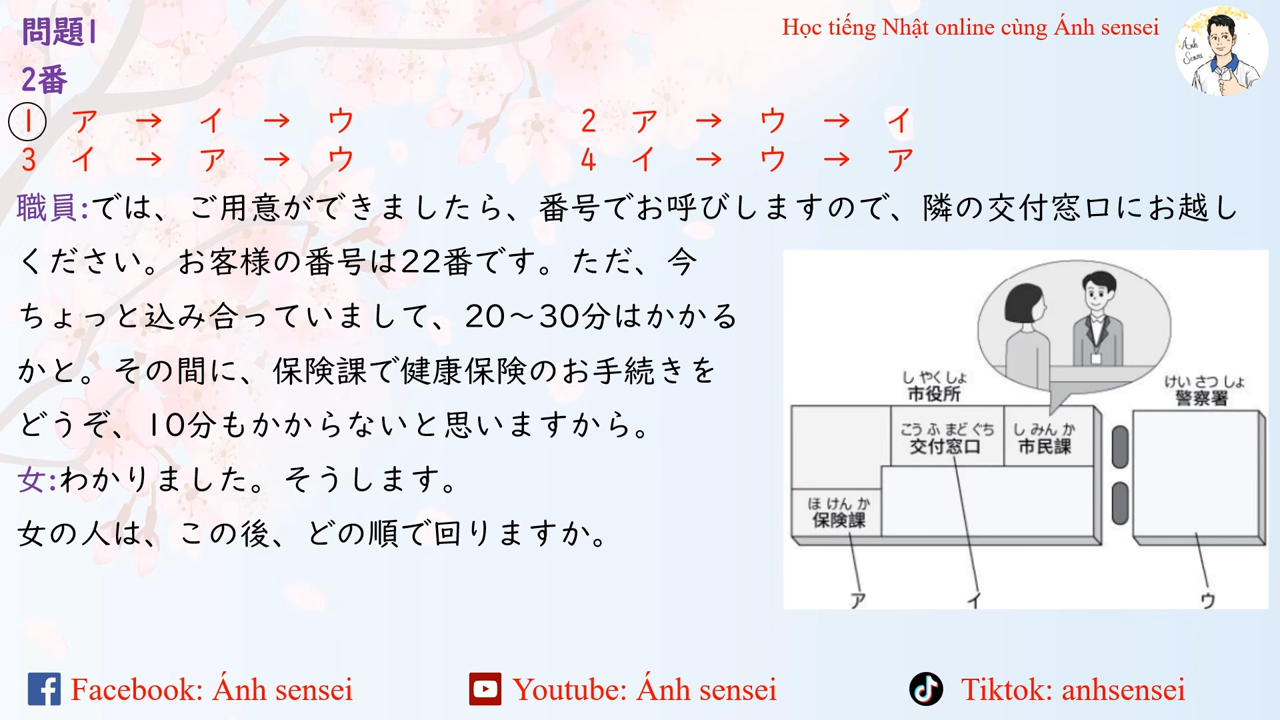 問題1
Học tiếng Nhật online cùng Ánh sensei
Anh Sensei
2番
1 ア → イ → ウ
2 ア → ウ → イ
3 イ → ア → ウ
4 イ → ウ → ア
職員:では、ご用意ができましたら、番号でお呼びしますので、隣の交付窓口にお越し
ください。お客様の番号は22番です。ただ、今
ちょっと込み合っていまして、20～30分はかかる
かと。その間に、保険課で健康保険のお手続きを
どうぞ、10分もかからないと思いますから。
女:わかりました。そうします。
女の人は、この後、どの順で回りますか。
しやくしょ
市役所
けいさつしょ
警察署
こうふまどぐち
交付窓口
しみんか
市民課
ほけんか
保険課
ア
イ
ウ
Facebook: Ánh sensei
Youtube: Ánh sensei
Tiktok: anhsensei